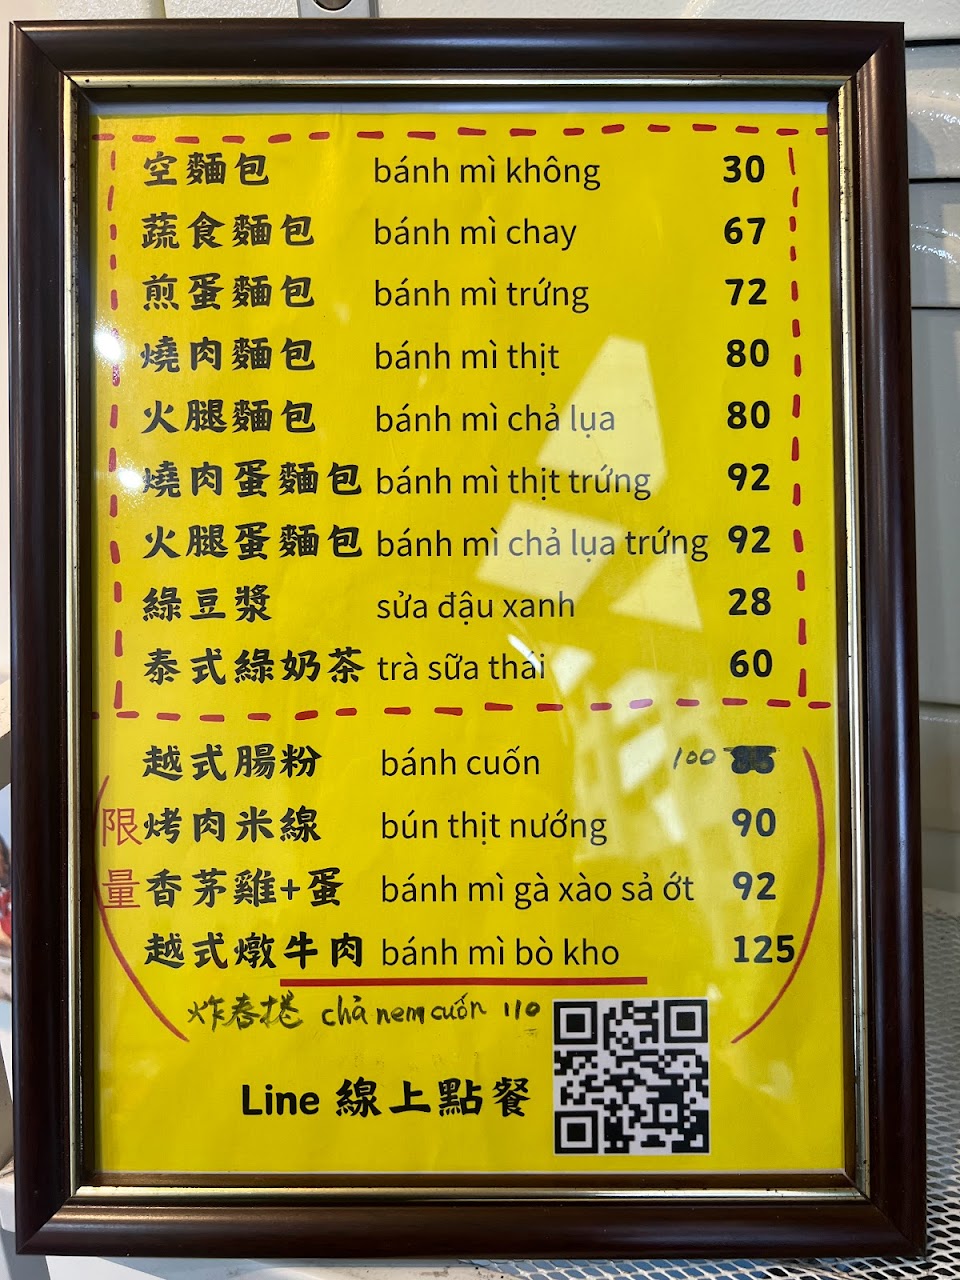 空麵包 bánh mì không 30
蔬食麵包 bánh mì chay 67
煎蛋麵包 bánh mì trứng 72
燒肉麵包 bánh mì thịt 80
火腿麵包 bánh mì chả lụa 80
燒肉蛋麵包 bánh mì thịt trứng 92
火腿蛋麵包 bánh mì chả lụa trứng 92
綠豆漿 sửa đậu xanh 28
泰式綠奶茶 trà sữa thái 60
越式腸粉 bánh cuốn 100
限 烤肉米線 bún thịt nướng 90
量 香茅雞+蛋 bánh mì gà xào sả ớt 92
越式燉牛肉 bánh mì bò kho 125
炸春捲 chả nem cuốn 110
Line 線上點餐